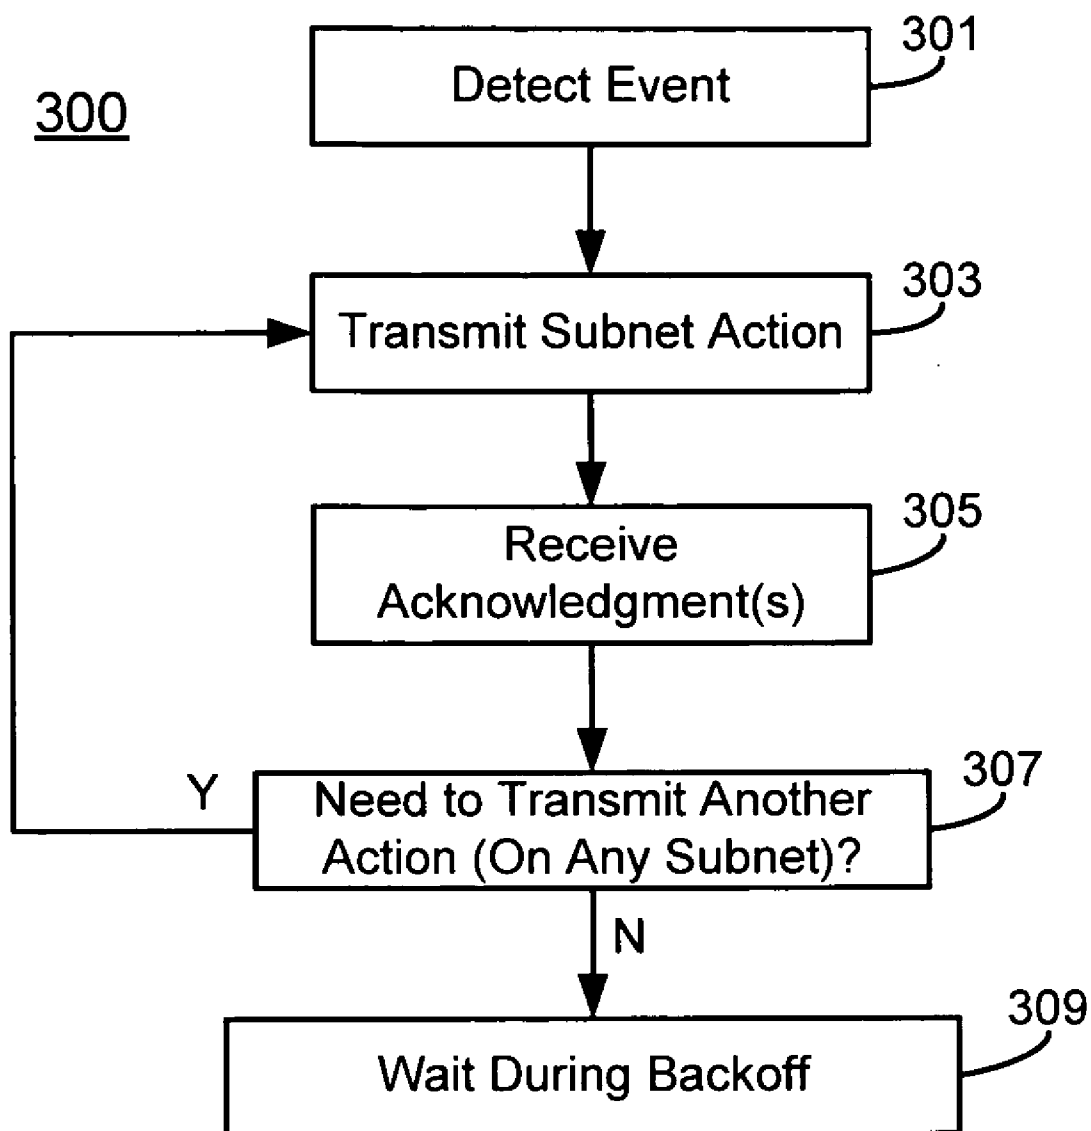 300
Detect Event
301
Transmit Subnet Action
303
Receive
Acknowledgment(s)
305
Need to Transmit Another
Action (On Any Subnet)?
307
Y
N
Wait During Backoff
309